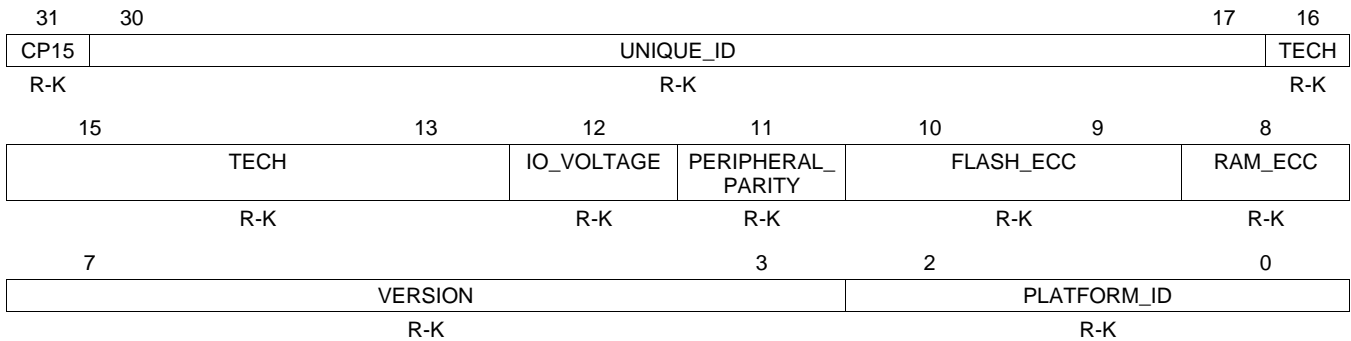 31 30 17 16
CP15 UNIQUE_ID TECH
R-K R-K R-K
15 13 12 11 10 9 8
TECH IO_VOLTAGE PERIPHERAL_ FLASH_ECC RAM_ECC
PARITY
R-K R-K R-K R-K R-K
7 3 2 0
VERSION PLATFORM_ID
R-K R-K